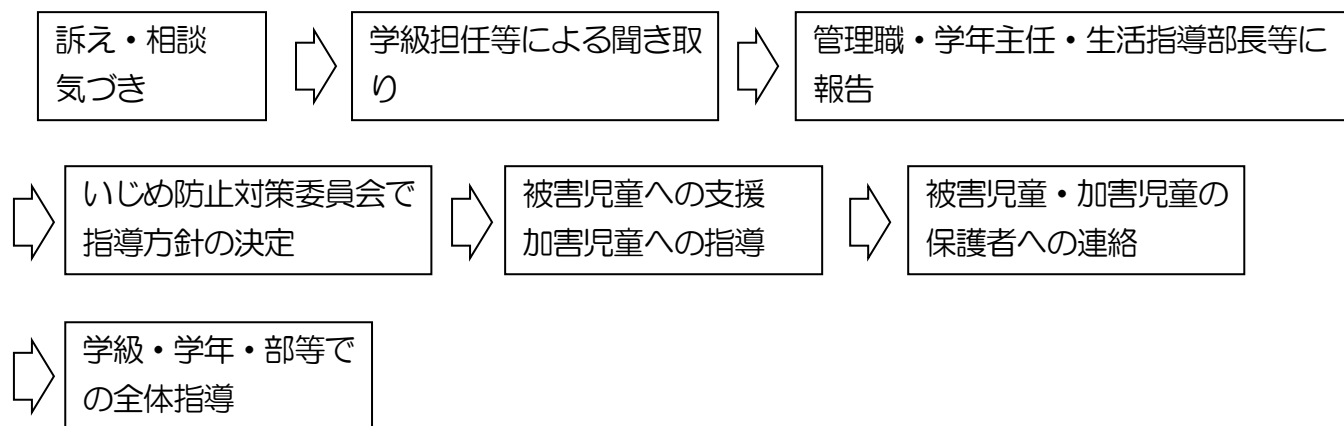 訴え・相談
気づき
学級担任等による聞き取
り
管理職・学年主任・生活指導部長等に
報告
いじめ防止対策委員会で
指導方針の決定
被害児童への支援
加害児童への指導
被害児童・加害児童の
保護者への連絡
学級・学年・部等で
の全体指導